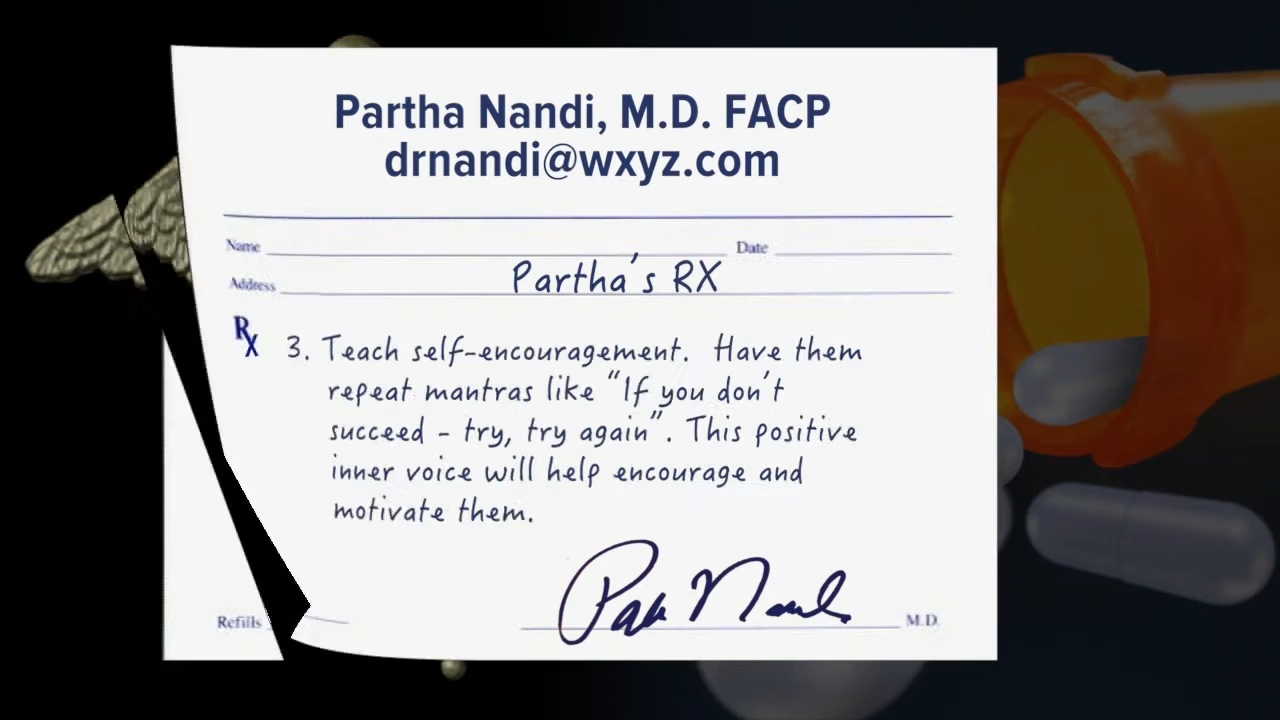 Partha Nandi, M.D. FACP
drnandi@wxyz.com
Name Date
Partha's RX
Address
Rx 3. Teach self-encouragement. Have them
repeat mantras like “If you don't
succeed - try, try again”. This positive
inner voice will help encourage and
motivate them.
Refills M.D.